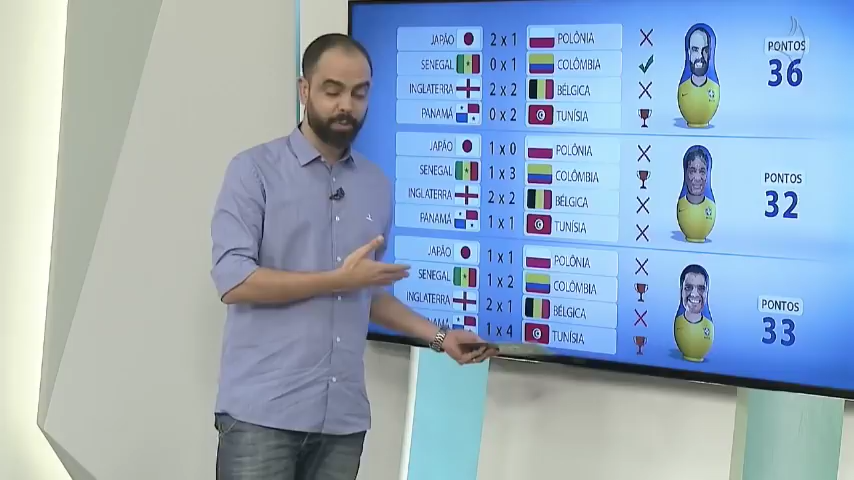 JAPÃO 2 x 1 POLÔNIA
SENEGAL 0 x 1 COLÔMBIA
INGLATERRA 2 x 2 BÉLGICA
PANAMÁ 0 x 2 TUNÍSIA
PONTOS
36
JAPÃO 1 x 0 POLÔNIA
SENEGAL 1 x 3 COLÔMBIA
INGLATERRA 2 x 2 BÉLGICA
PANAMÁ 1 x 1 TUNÍSIA
PONTOS
32
JAPÃO 1 x 1 POLÔNIA
SENEGAL 1 x 2 COLÔMBIA
INGLATERRA 2 x 1 BÉLGICA
PANAMÁ 1 x 4 TUNÍSIA
PONTOS
33